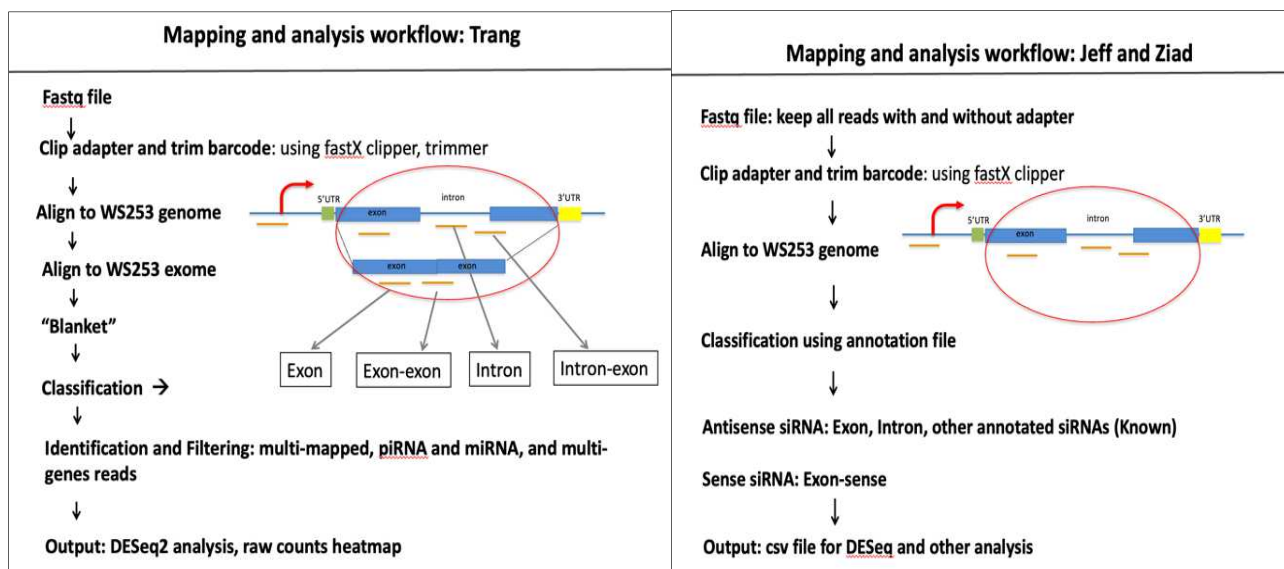 Mapping and analysis workflow: Trang
Fastq file
Clip adapter and trim barcode: using fastX clipper, trimmer
Align to WS253 genome
Align to WS253 exome
“Blanket”
Classification →
5'UTR
exon
intron
3'UTR
exon
exon
Exon
Exon-exon
Intron
Intron-exon
Identification and Filtering: multi-mapped, piRNA and miRNA, and multi-
genes reads
Output: DESeq2 analysis, raw counts heatmap
Mapping and analysis workflow: Jeff and Ziad
Fastq file: keep all reads with and without adapter
Clip adapter and trim barcode: using fastX clipper
Align to WS253 genome
5'UTR
exon
intron
3'UTR
Classification using annotation file
Antisense siRNA: Exon, Intron, other annotated siRNAs (Known)
Sense siRNA: Exon-sense
Output: csv file for DESeq and other analysis